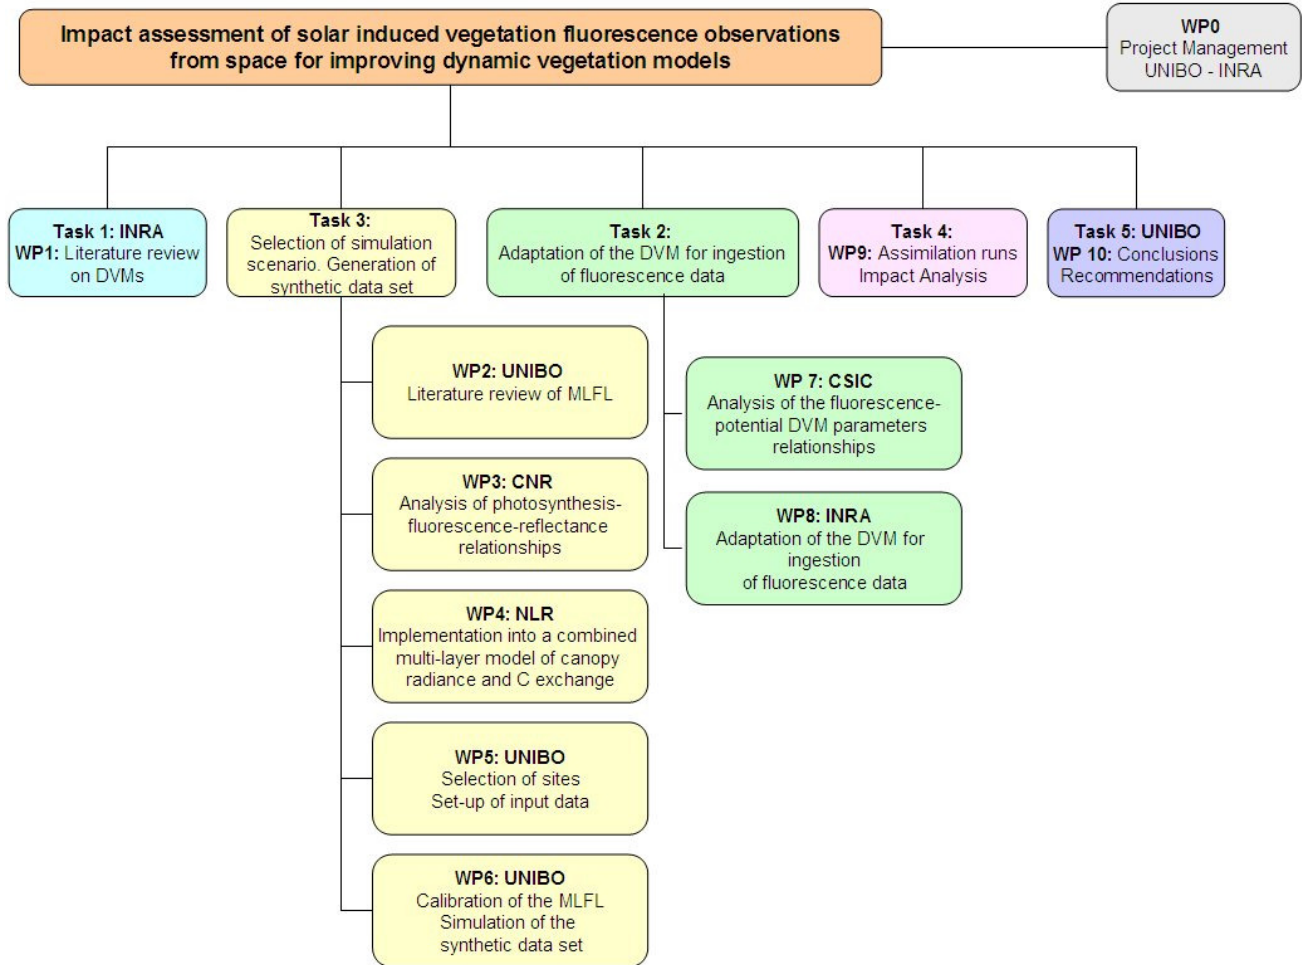 Impact assessment of solar induced vegetation fluorescence observations
from space for improving dynamic vegetation models
WP0
Project Management
UNIBO - INRA
Task 1: INRA
WP1: Literature review
on DVMs
Task 3:
Selection of simulation
scenario. Generation of
synthetic data set
Task 2:
Adaptation of the DVM for ingestion
of fluorescence data
Task 4:
WP9: Assimilation runs
Impact Analysis
Task 5: UNIBO
WP 10: Conclusions
Recommendations
WP2: UNIBO
Literature review of MLFL
WP3: CNR
Analysis of photosynthesis-
fluorescence-reflectance
relationships
WP4: NLR
Implementation into a combined
multi-layer model of canopy
radiance and C exchange
WP5: UNIBO
Selection of sites
Set-up of input data
WP6: UNIBO
Calibration of the MLFL
Simulation of the
synthetic data set
WP 7: CSIC
Analysis of the fluorescence-
potential DVM parameters
relationships
WP8: INRA
Adaptation of the DVM for
ingestion
of fluorescence data